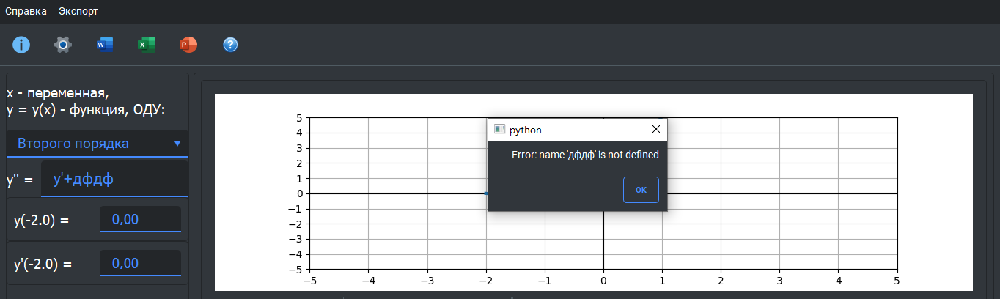 Справка Экспорт
x - переменная,
y = y(x) - функция, ОДУ:
Второго порядка
y'' = y'+дфдф
y(-2.0) = 0,00
y'(-2.0) = 0,00
python
Error: name 'дфдф' is not defined
OK
5
4
3
2
1
0
−1
−2
−3
−4
−5
−5 −4 −3 −2 −1 0 1 2 3 4 5